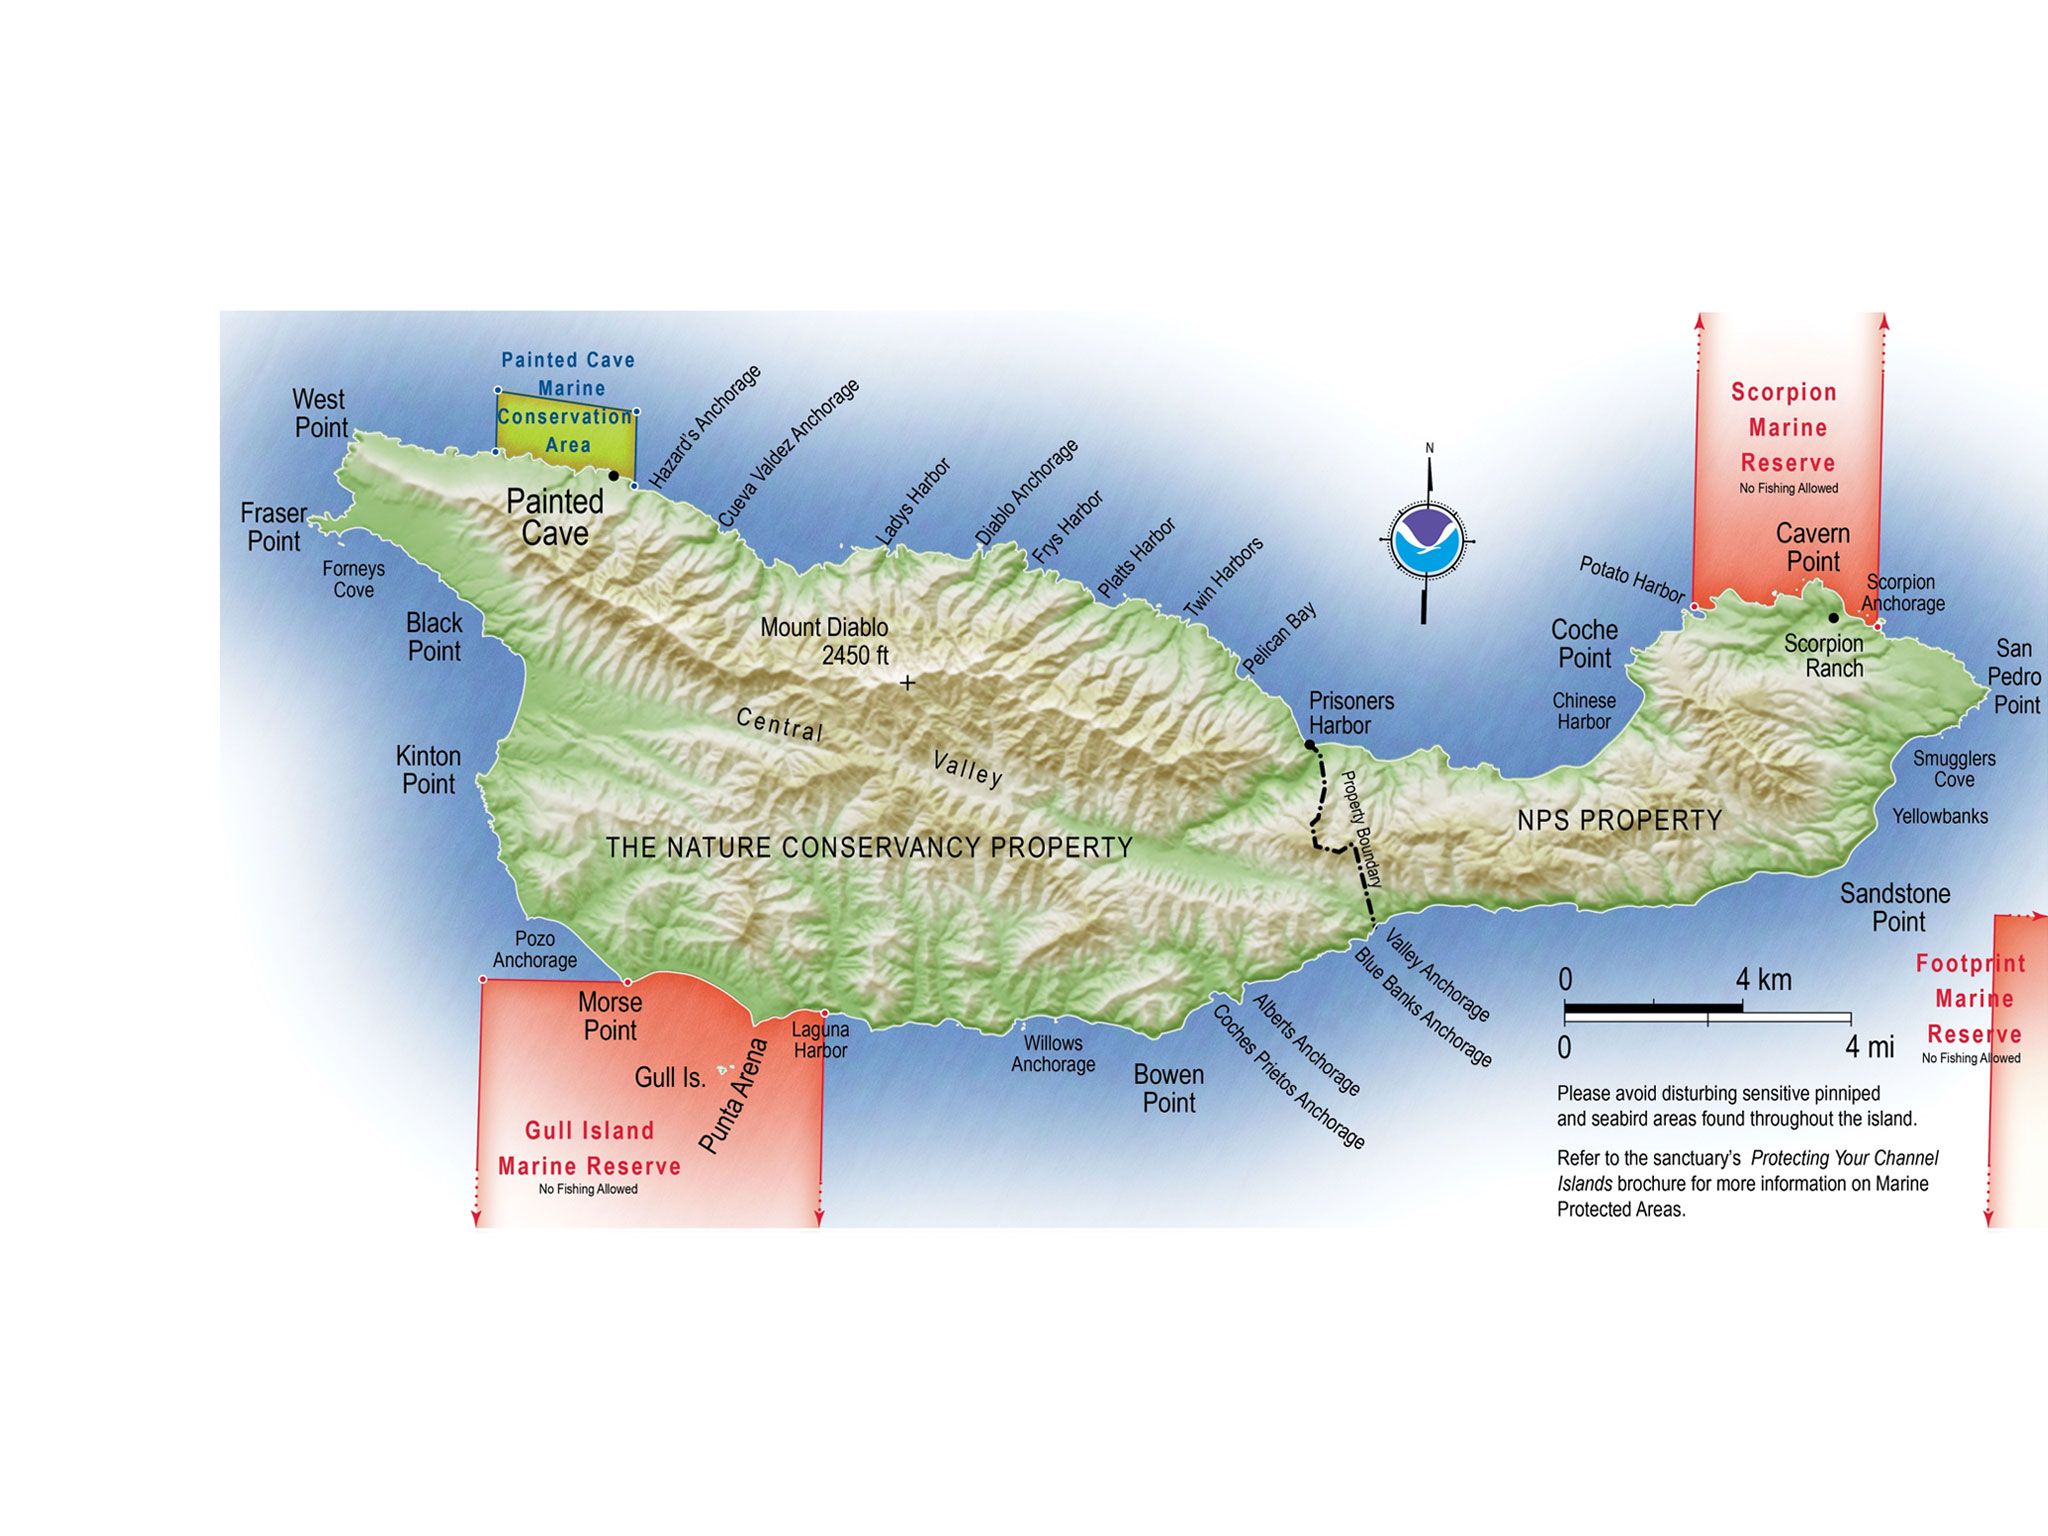 Painted Cave
Marine
Conservation
Area
West
Point
Hazard's Anchorage
Cueva Valdez Anchorage
Ladys Harbor
Diablo Anchorage
Frys Harbor
Platts Harbor
Twin Harbors
Pelican Bay
N
Scorpion
Marine
Reserve
No Fishing Allowed
Cavern
Point
Potato Harbor
Scorpion
Anchorage
Fraser
Point
Painted
Cave
Forneys
Cove
Black
Point
Mount Diablo
2450 ft
Coche
Point
Scorpion
Ranch
San
Pedro
Point
Chinese
Harbor
Prisoners
Harbor
Central
Valley
Kinton
Point
Property Boundary
Smugglers
Cove
Yellowbanks
THE NATURE CONSERVANCY PROPERTY
NPS PROPERTY
Sandstone
Point
Pozo
Anchorage
Morse
Point
Laguna
Harbor
Gull Is.
Punta Arena
Gull Island
Marine Reserve
No Fishing Allowed
Willows
Anchorage
Bowen
Point
Valley Anchorage
Blue Banks Anchorage
Alberts Anchorage
Coches Prietos Anchorage
Footprint
Marine
Reserve
No Fishing Allowed
0 4 km
0 4 mi
Please avoid disturbing sensitive pinniped
and seabird areas found throughout the island.
Refer to the sanctuary's Protecting Your Channel
Islands brochure for more information on Marine
Protected Areas.